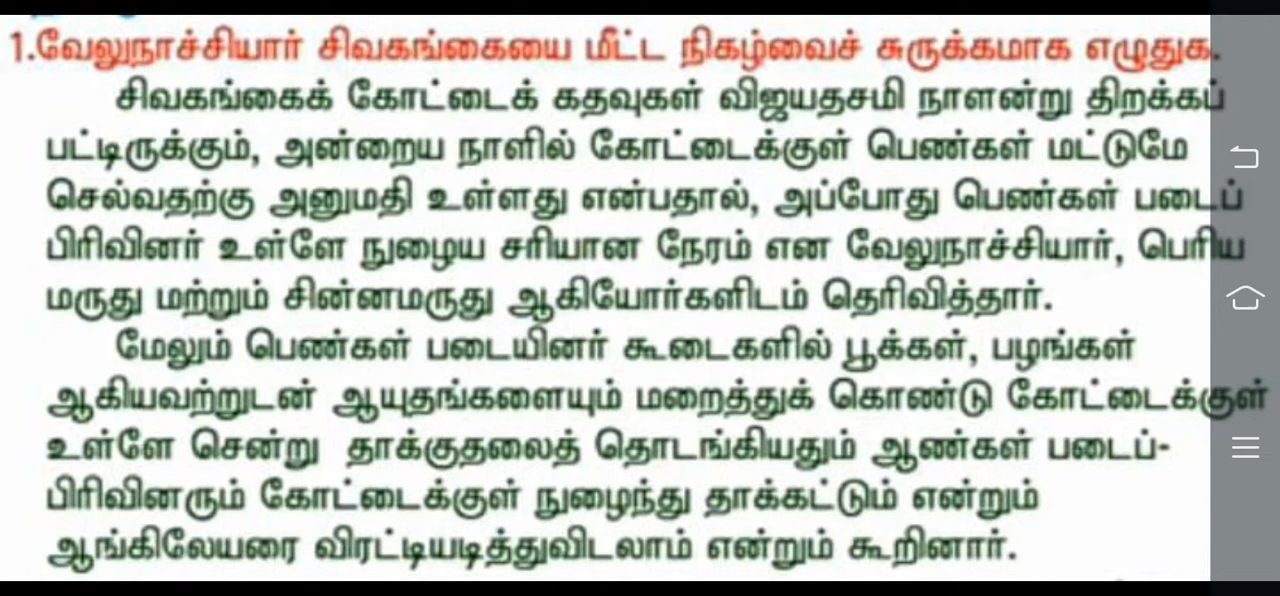 1.வேலுநாச்சியார் சிவகங்கையை மீட்ட நிகழ்வைச் சுருக்கமாக எழுதுக.
சிவகங்கைக் கோட்டைக் கதவுகள் விஜயதசமி நாளன்று திறக்கப்
பட்டிருக்கும், அன்றைய நாளில் கோட்டைக்குள் பெண்கள் மட்டுமே
செல்வதற்கு அனுமதி உள்ளது என்பதால், அப்போது பெண்கள் படைப்
பிரிவினர் உள்ளே நுழைய சரியான நேரம் என வேலுநாச்சியார், பெரிய
மருது மற்றும் சின்னமருது ஆகியோர்களிடம் தெரிவித்தார்.
மேலும் பெண்கள் படையினர் கூடைகளில் பூக்கள், பழங்கள்
ஆகியவற்றுடன் ஆயுதங்களையும் மறைத்துக் கொண்டு கோட்டைக்குள்
உள்ளே சென்று தாக்குதலைத் தொடங்கியதும் ஆண்கள் படைப்-
பிரிவினரும் கோட்டைக்குள் நுழைந்து தாக்கட்டும் என்றும்
ஆங்கிலேயரை விரட்டியடித்துவிடலாம் என்றும் கூறினார்.